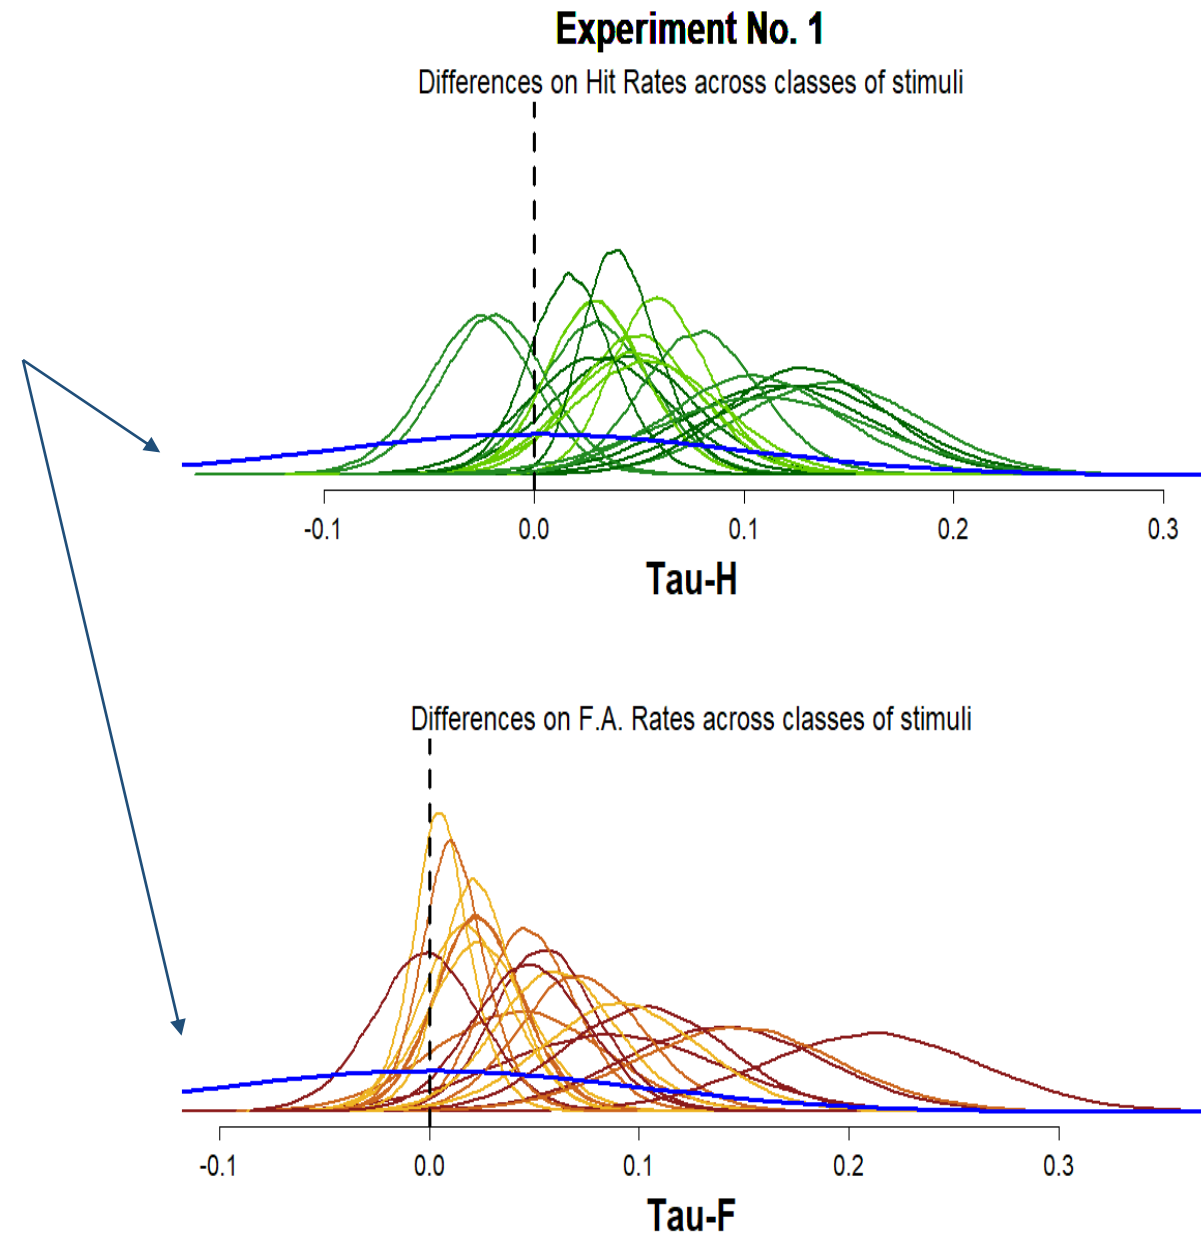 Experiment No. 1
Differences on Hit Rates across classes of stimuli
-0.1 0.0 0.1 0.2 0.3
Tau-H
Differences on F.A. Rates across classes of stimuli
-0.1 0.0 0.1 0.2 0.3
Tau-F